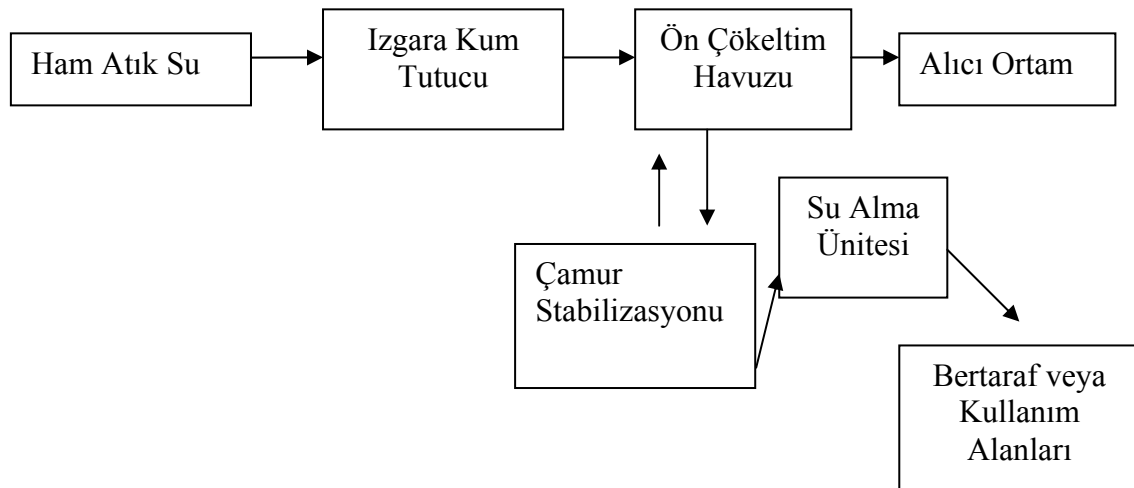 Ham Atık Su
Izgara Kum
Tutucu
Ön Çökeltim
Havuzu
Alıcı Ortam
Su Alma
Ünitesi
Çamur
Stabilizasyonu
Bertaraf veya
Kullanım
Alanları